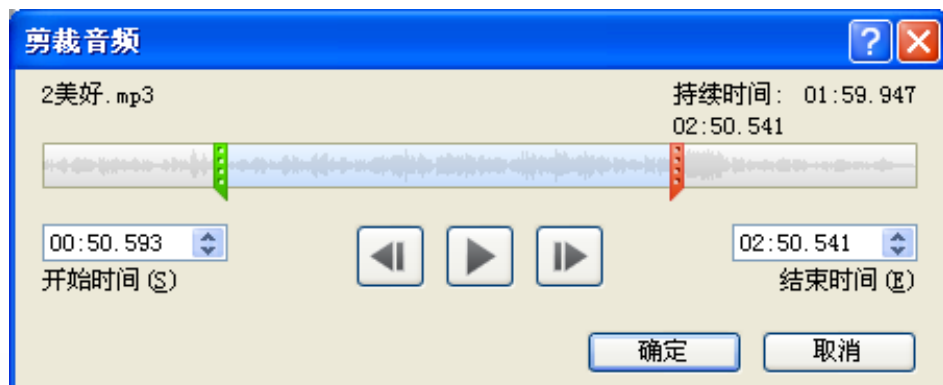 剪裁音频
2美好.mp3
持续时间: 01:59.947
02:50.541
00:50.593
02:50.541
开始时间(S)
结束时间(E)
确定
取消